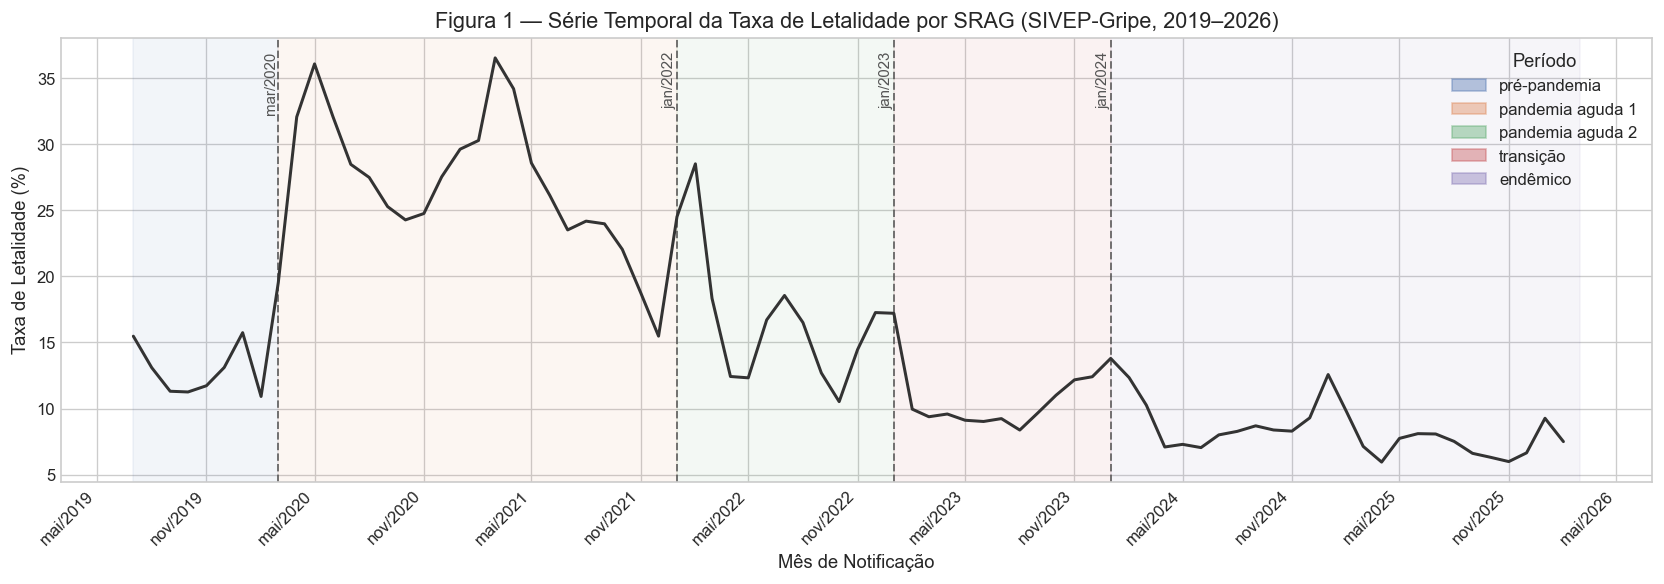 Figura 1 — Série Temporal da Taxa de Letalidade por SRAG (SIVEP-Gripe, 2019–2026)
Taxa de Letalidade (%)
35
30
25
20
15
10
5
mar/2020
jan/2022
jan/2023
jan/2024
Período
pré-pandemia
pandemia aguda 1
pandemia aguda 2
transição
endêmico
mai/2019
nov/2019
mai/2020
nov/2020
mai/2021
nov/2021
mai/2022
nov/2022
mai/2023
nov/2023
mai/2024
nov/2024
mai/2025
nov/2025
mai/2026
Mês de Notificação